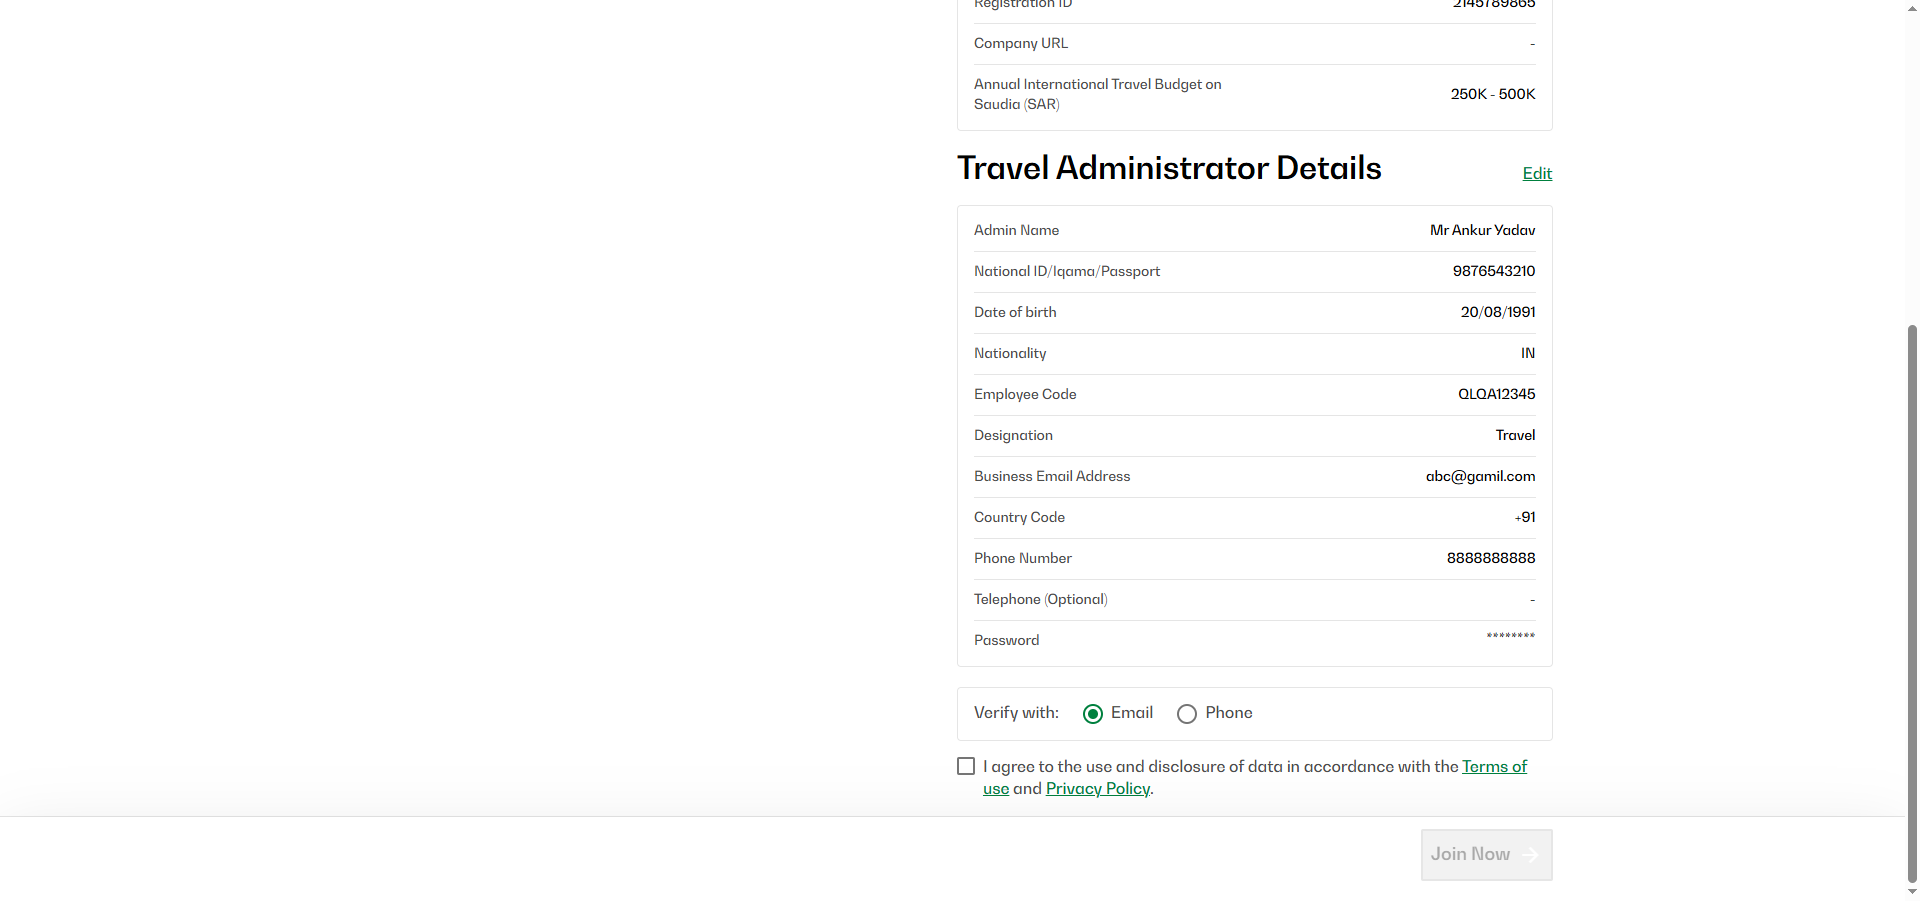 Registration ID 2145789865
Company URL -
Annual International Travel Budget on
Saudia (SAR) 250K - 500K
Travel Administrator Details Edit
Admin Name Mr Ankur Yadav
National ID/Iqama/Passport 9876543210
Date of birth 20/08/1991
Nationality IN
Employee Code QLQA12345
Designation Travel
Business Email Address abc@gamil.com
Country Code +91
Phone Number 8888888888
Telephone (Optional) -
Password ********
Verify with: Email Phone
I agree to the use and disclosure of data in accordance with the Terms of
use and Privacy Policy.
Join Now